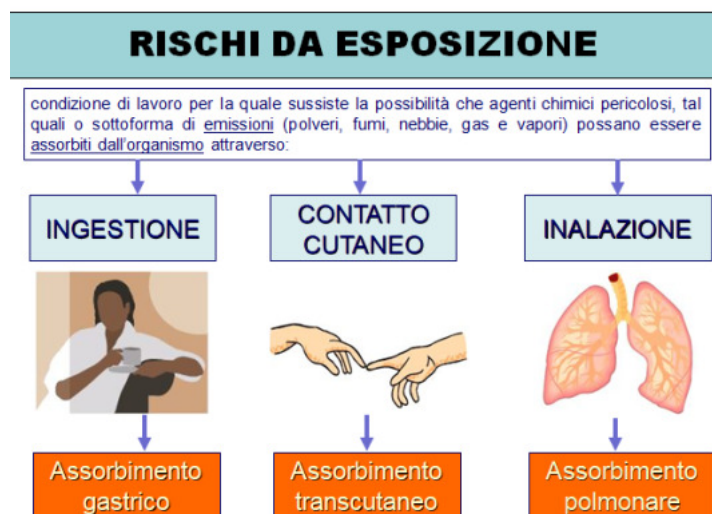 RISCHI DA ESPOSIZIONE
condizione di lavoro per la quale sussiste la possibilità che agenti chimici pericolosi, tal
quali o sottoforma di emissioni (polveri, fumi, nebbie, gas e vapori) possano essere
assorbiti dall'organismo attraverso:
INGESTIONE
CONTATTO
CUTANEO
INALAZIONE
Assorbimento
gastrico
Assorbimento
transcutaneo
Assorbimento
polmonare